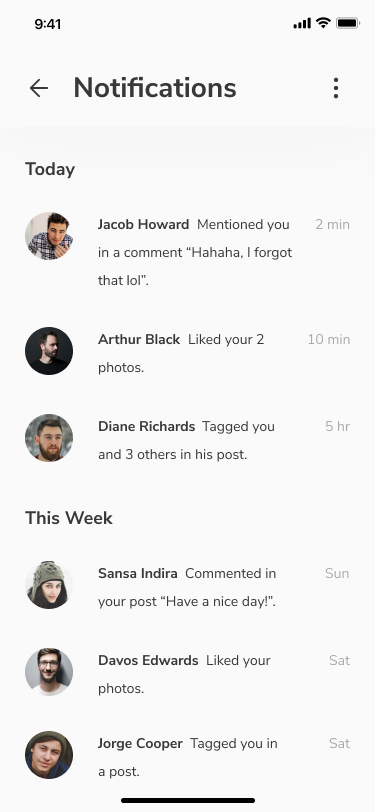 9:41
Notifications
Today
Jacob Howard Mentioned you 2 min
in a comment “Hahaha, I forgot
that lol”.
Arthur Black Liked your 2 10 min
photos.
Diane Richards Tagged you 5 hr
and 3 others in his post.
This Week
Sansa Indira Commented in Sun
your post “Have a nice day!”.
Davos Edwards Liked your Sat
photos.
Jorge Cooper Tagged you in Sat
a post.